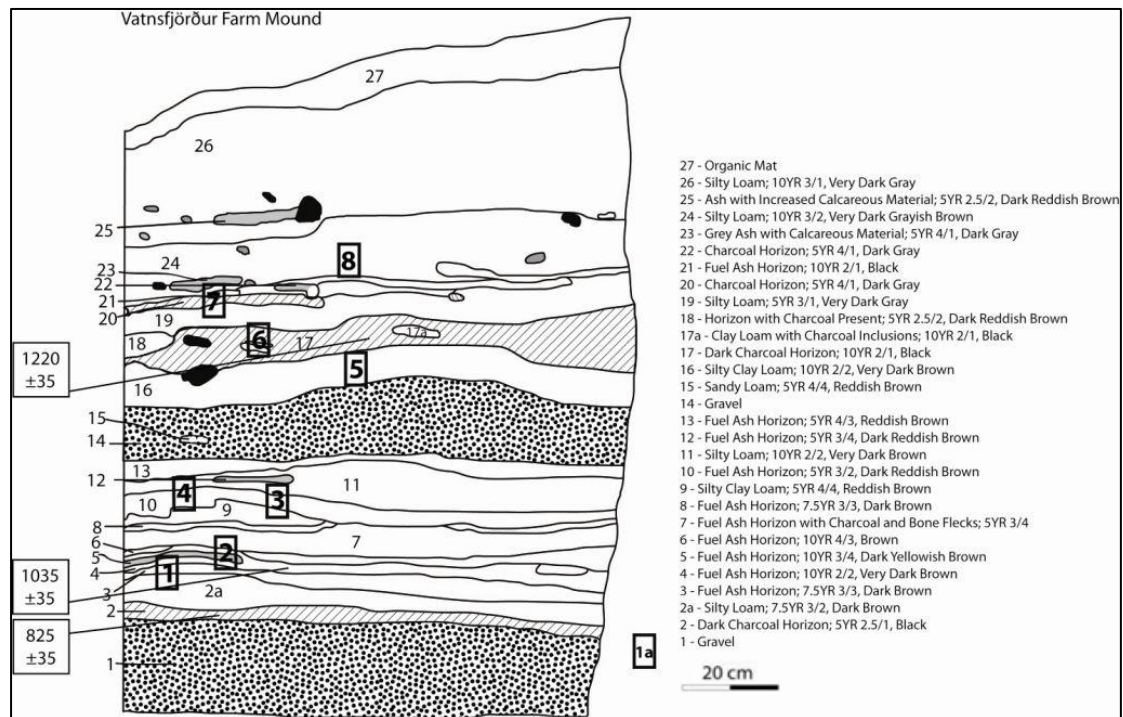 Vatnsfjörður Farm Mound
27
26
25
24
23
22
21
20
19
18
17
17a
16
15
14
13
12
11
10
9
8
7
6
5
4
3
2a
2
1
8
7
6
5
4
3
2
1
1a
1220
±35
1035
±35
825
±35
27 - Organic Mat
26 - Silty Loam; 10YR 3/1, Very Dark Gray
25 - Ash with Increased Calcareous Material; 5YR 2.5/2, Dark Reddish Brown
24 - Silty Loam; 10YR 3/2, Very Dark Grayish Brown
23 - Grey Ash with Calcareous Material; 5YR 4/1, Dark Gray
22 - Charcoal Horizon; 5YR 4/1, Dark Gray
21 - Fuel Ash Horizon; 10YR 2/1, Black
20 - Charcoal Horizon; 5YR 4/1, Dark Gray
19 - Silty Loam; 5YR 3/1, Very Dark Gray
18 - Horizon with Charcoal Present; 5YR 2.5/2, Dark Reddish Brown
17a - Clay Loam with Charcoal Inclusions; 10YR 2/1, Black
17 - Dark Charcoal Horizon; 10YR 2/1, Black
16 - Silty Clay Loam; 10YR 2/2, Very Dark Brown
15 - Sandy Loam; 5YR 4/4, Reddish Brown
14 - Gravel
13 - Fuel Ash Horizon; 5YR 4/3, Reddish Brown
12 - Fuel Ash Horizon; 5YR 3/4, Dark Reddish Brown
11 - Silty Loam; 10YR 2/2, Very Dark Brown
10 - Fuel Ash Horizon; 5YR 3/2, Dark Reddish Brown
9 - Silty Clay Loam; 5YR 4/4, Reddish Brown
8 - Fuel Ash Horizon; 7.5YR 3/3, Dark Brown
7 - Fuel Ash Horizon with Charcoal and Bone Flecks; 5YR 3/4
6 - Fuel Ash Horizon; 10YR 4/3, Brown
5 - Fuel Ash Horizon; 10YR 3/4, Dark Yellowish Brown
4 - Fuel Ash Horizon; 10YR 2/2, Very Dark Brown
3 - Fuel Ash Horizon; 7.5YR 3/3, Dark Brown
2a - Silty Loam; 7.5YR 3/2, Dark Brown
2 - Dark Charcoal Horizon; 5YR 2.5/1, Black
1 - Gravel
20 cm